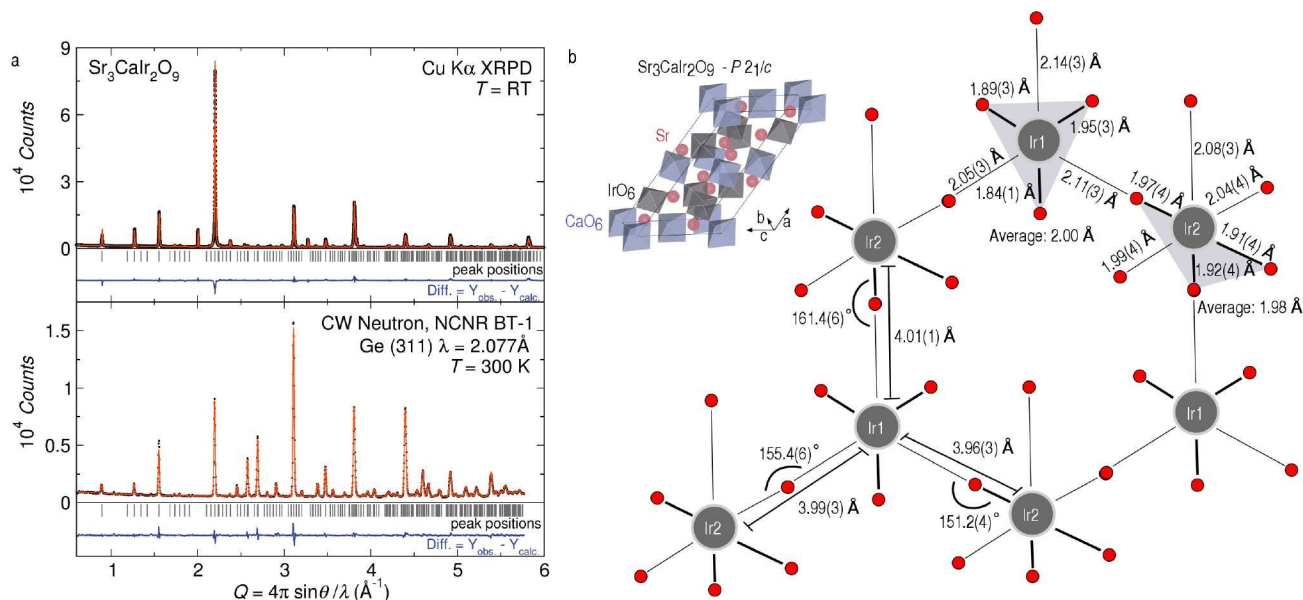 a
Sr3CaIr2O9
Cu Kα XRPD
T = RT
10^4 Counts
9
6
3
0
peak positions
Diff. = Yobs. - Ycalc.
CW Neutron, NCNR BT-1
Ge (311) λ = 2.077Å
T = 300 K
10^4 Counts
1.5
1
0.5
0
peak positions
Diff. = Yobs. - Ycalc.
1 2 3 4 5 6
Q = 4π sinθ/λ (Å^-1)
b
Sr3CaIr2O9 - P 21/c
Sr
IrO6
CaO6
b
a
c
2.14(3) Å
1.89(3) Å
1.95(3) Å
Ir1
2.05(3) Å
1.84(1) Å
2.11(3) Å
Average: 2.00 Å
2.08(3) Å
1.97(4) Å
2.04(4) Å
Ir2
1.99(4) Å
1.91(4) Å
1.92(4) Å
Average: 1.98 Å
Ir2
161.4(6)°
4.01(1) Å
Ir1
Ir1
155.4(6)°
3.99(3) Å
3.96(3) Å
151.2(4)°
Ir2
Ir2